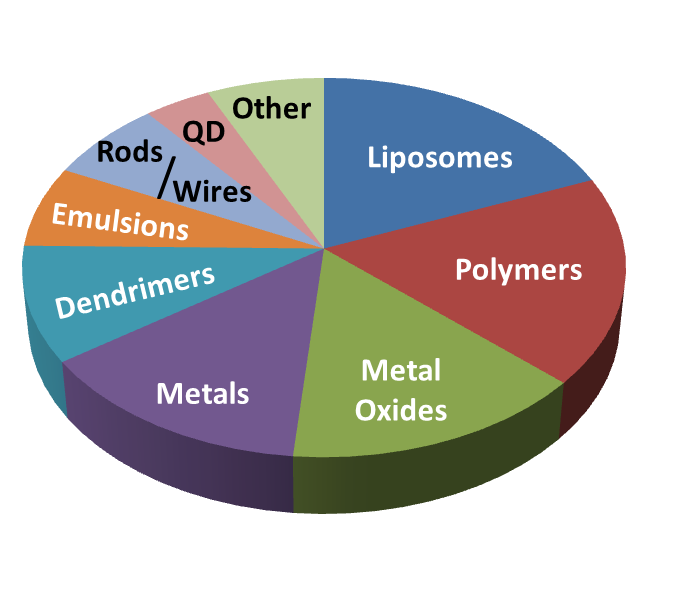 Other
QD
Rods
/
Wires
Liposomes
Emulsions
Polymers
Dendrimers
Metal
Oxides
Metals